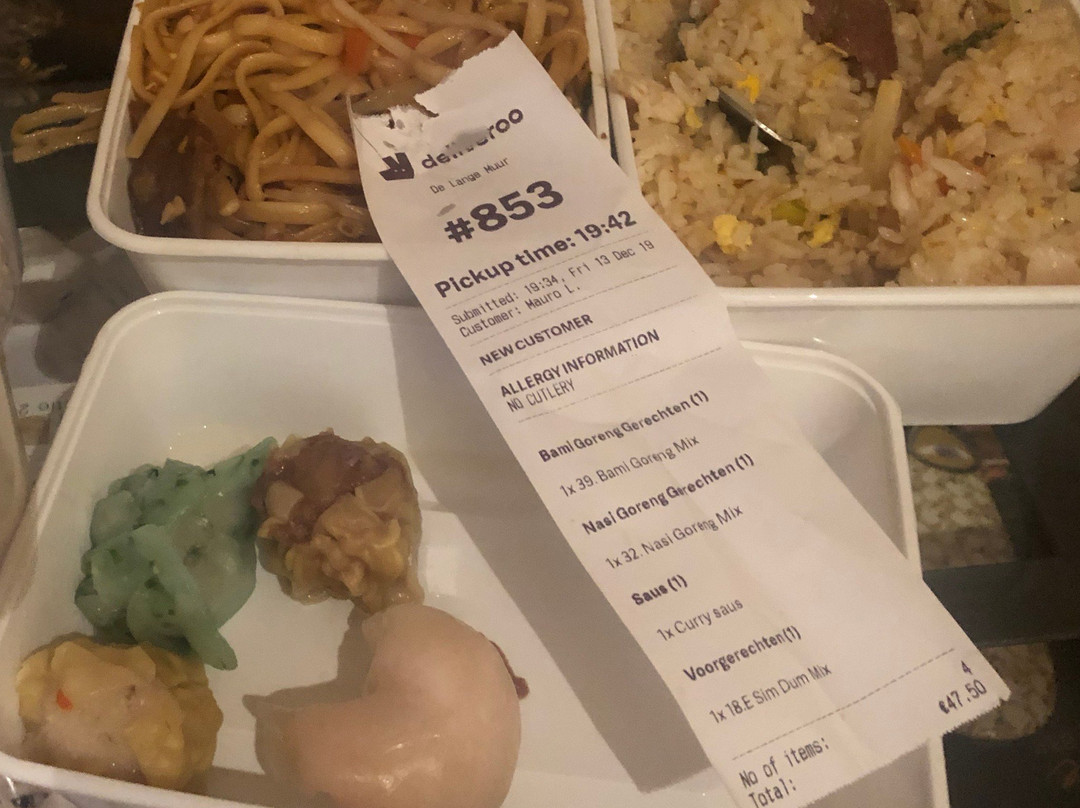 deliveroo
De Lange Muur
#853
Pickup time: 19:42
Submitted: 19:34, Fri 13 Dec 19
Customer: Mauro L.
NEW CUSTOMER
ALLERGY INFORMATION
NO CUTLERY
Bami Goreng Gerechten (1)
1x 39. Bami Goreng Mix
Nasi Goreng Gerechten (1)
1x 32. Nasi Goreng Mix
Saus (1)
1x Curry saus
Voorgerechten (1)
1x 18.E Sim Dum Mix
No of items: 4
Total: €47.50